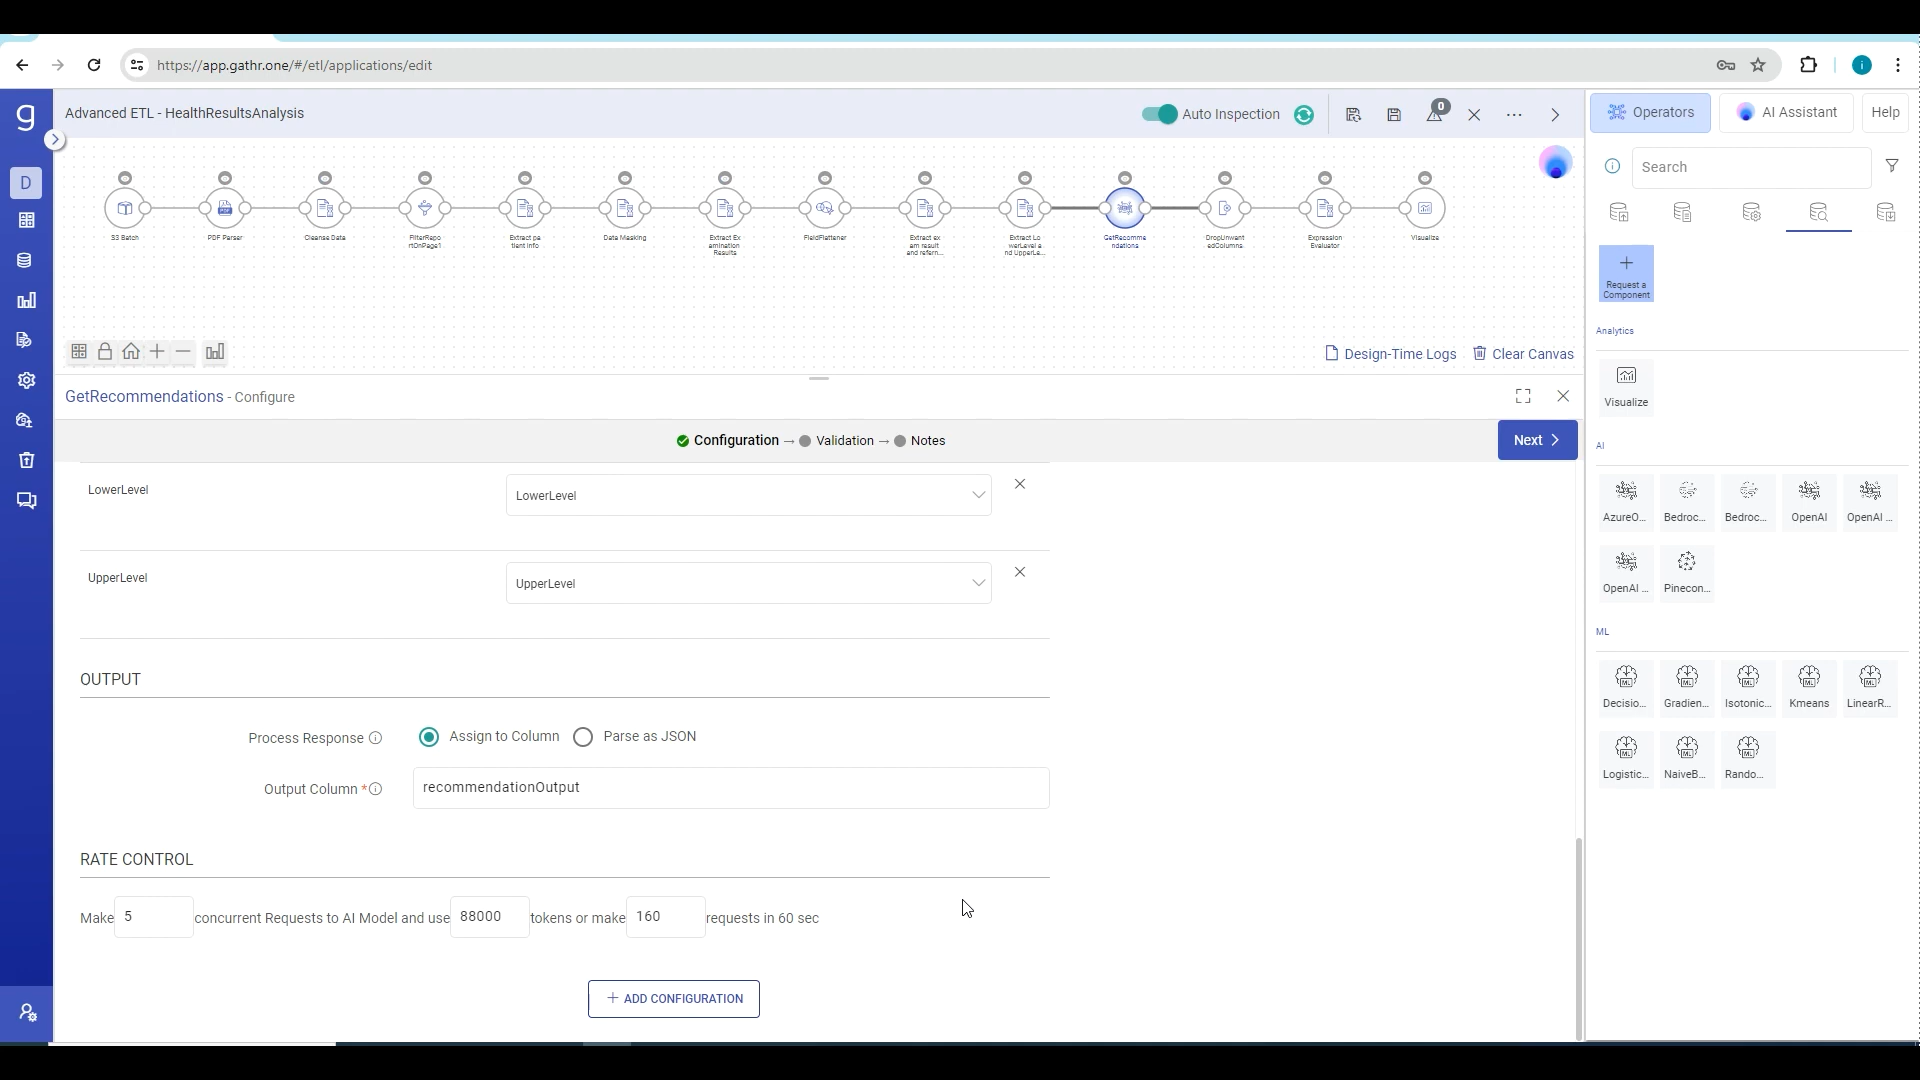 https://app.gathr.one/#/etl/applications/edit
i
g
Advanced ETL - HealthResultsAnalysis
Auto Inspection
0
Operators
AI Assistant
Help
Search
D
S3 Batch
PDF Parser
Cleanse Data
FilterRepo
rtOnPage1
Extract pa
tient info
Data Masking
Extract Ex
amination
Results
FieldFlattener
Extract ex
am result
and refern...
Extract Lo
werLevel a
nd UpperLe...
GetRecomme
ndations
DropUnwant
edColumns
Expression
Evaluator
Visualize
Request a
Component
Analytics
Visualize
AI
AzureO...
Bedroc...
Bedroc...
OpenAI
OpenAI ...
OpenAI ...
Pinecon...
ML
Decisio...
Gradien...
Isotonic...
Kmeans
LinearR...
Logistic...
NaiveB...
Rando...
Design-Time Logs
Clear Canvas
GetRecommendations - Configure
Configuration → Validation → Notes
Next
LowerLevel
LowerLevel
UpperLevel
UpperLevel
OUTPUT
Process Response
Assign to Column
Parse as JSON
Output Column *
recommendationOutput
RATE CONTROL
Make 5 concurrent Requests to AI Model and use 88000 tokens or make 160 requests in 60 sec
+ ADD CONFIGURATION